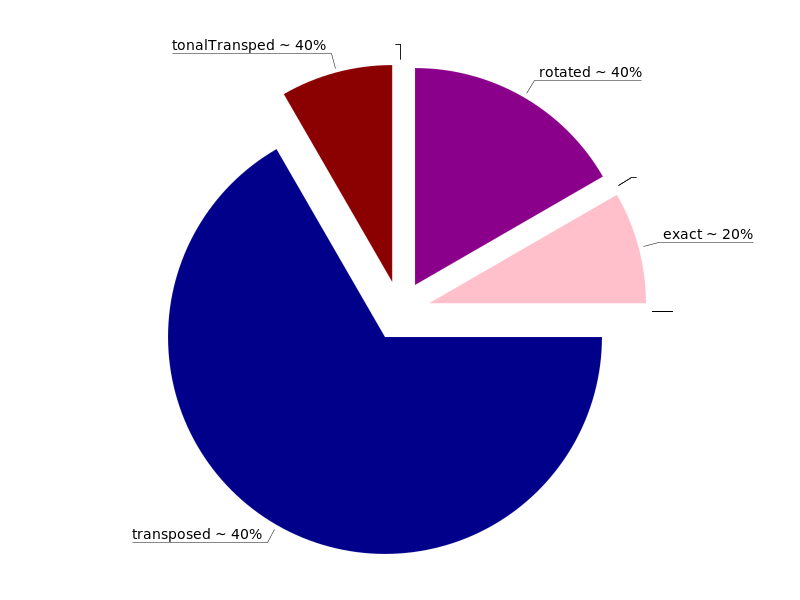 tonalTransped ~ 40%
rotated ~ 40%
exact ~ 20%
transposed ~ 40%